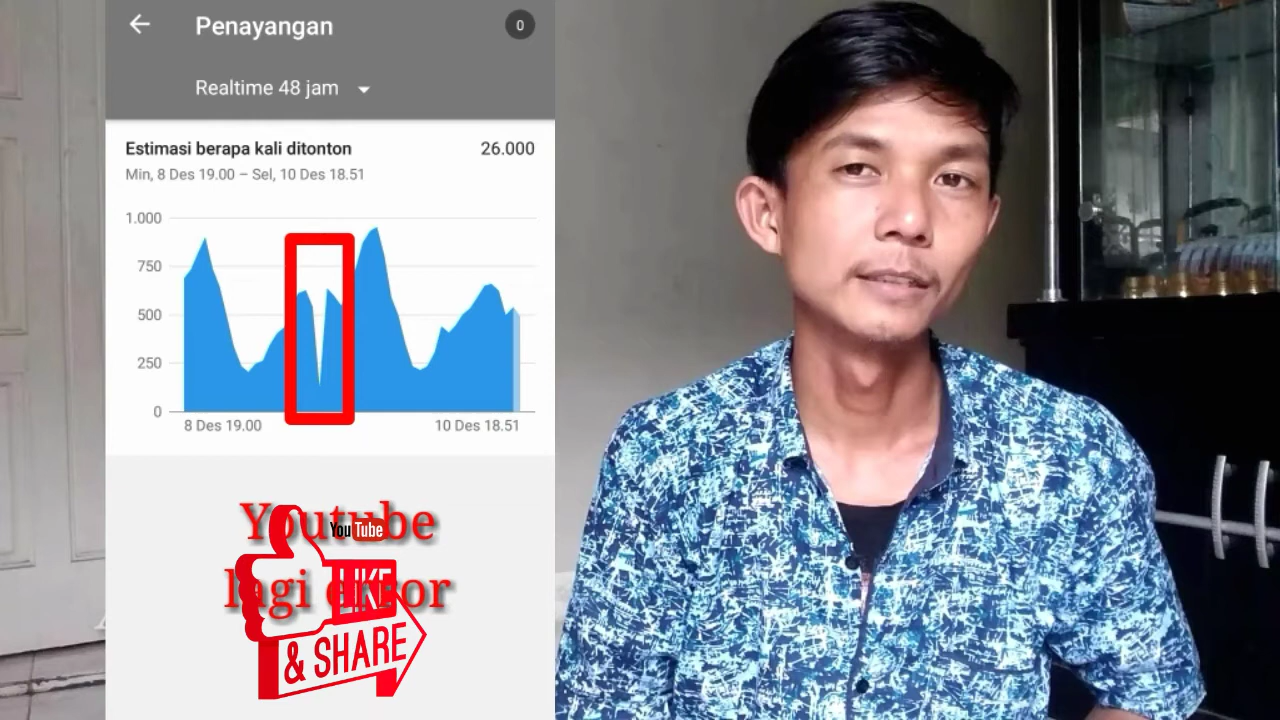 Penayangan
0
Realtime 48 jam
Estimasi berapa kali ditonton
26.000
Min, 8 Des 19.00 – Sel, 10 Des 18.51
1.000
750
500
250
0
8 Des 19.00
10 Des 18.51
Youtube
YouTube
lagi error
LIKE
& SHARE